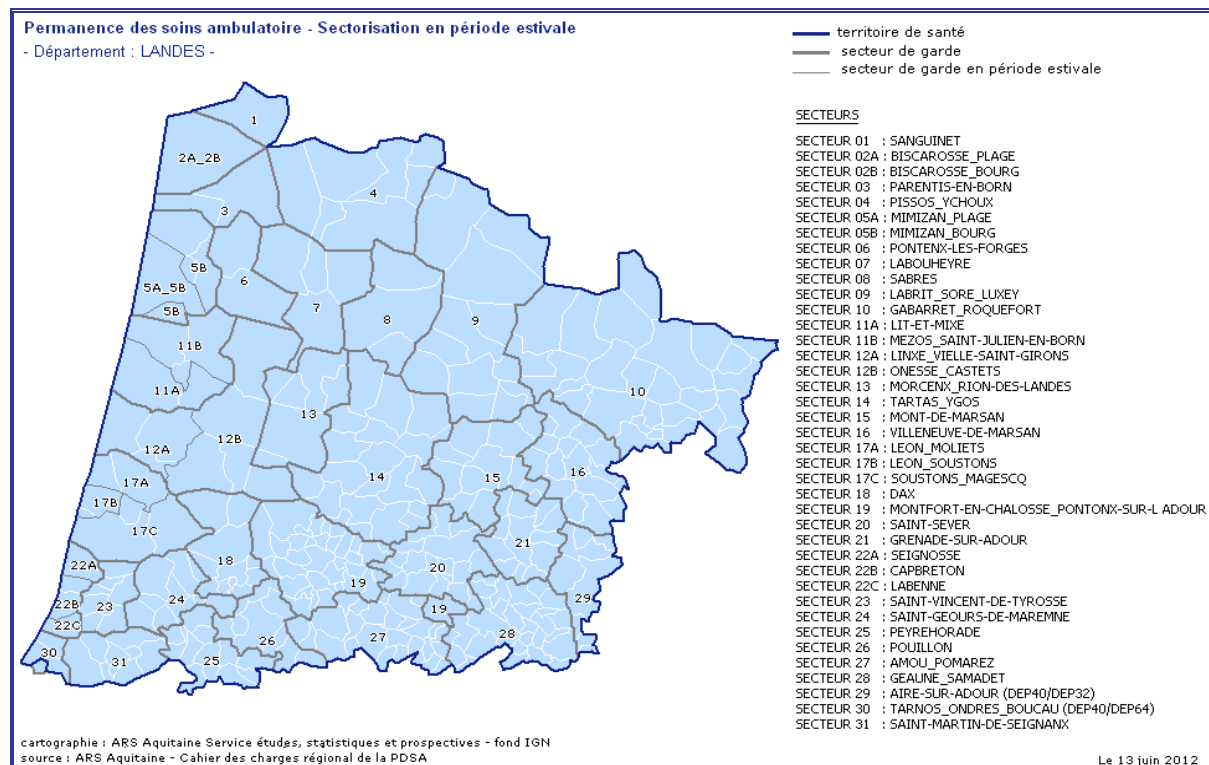 Permanence des soins ambulatoire - Sectorisation en période estivale
- Département : LANDES -
territoire de santé
secteur de garde
secteur de garde en période estivale
SECTEURS
SECTEUR 01 : SANGUINET
SECTEUR 02A : BISCAROSSE_PLAGE
SECTEUR 02B : BISCAROSSE_BOURG
SECTEUR 03 : PARENTIS-EN-BORN
SECTEUR 04 : PISSOS_YCHOUX
SECTEUR 05A : MIMIZAN_PLAGE
SECTEUR 05B : MIMIZAN_BOURG
SECTEUR 06 : PONTENX-LES-FORGES
SECTEUR 07 : LABOUHEYRE
SECTEUR 08 : SABRES
SECTEUR 09 : LABRIT_SORE_LUXEY
SECTEUR 10 : GABARRET_ROQUEFORT
SECTEUR 11A : LIT-ET-MIXE
SECTEUR 11B : MEZOS_SAINT-JULIEN-EN-BORN
SECTEUR 12A : LINXE_VIELLE-SAINT-GIRONS
SECTEUR 12B : ONESSE_CASTETS
SECTEUR 13 : MORCENX_RION-DES-LANDES
SECTEUR 14 : TARTAS_YGOS
SECTEUR 15 : MONT-DE-MARSAN
SECTEUR 16 : VILLENEUVE-DE-MARSAN
SECTEUR 17A : LEON_MOLIETS
SECTEUR 17B : LEON_SOUSTONS
SECTEUR 17C : SOUSTONS_MAGESCQ
SECTEUR 18 : DAX
SECTEUR 19 : MONTFORT-EN-CHALOSSE_PONTONX-SUR-L ADOUR
SECTEUR 20 : SAINT-SEVER
SECTEUR 21 : GRENADE-SUR-ADOUR
SECTEUR 22A : SEIGNOSSE
SECTEUR 22B : CAPBRETON
SECTEUR 22C : LABENNE
SECTEUR 23 : SAINT-VINCENT-DE-TYROSSE
SECTEUR 24 : SAINT-GEOURS-DE-MAREMNE
SECTEUR 25 : PEYREHORADE
SECTEUR 26 : POUILLON
SECTEUR 27 : AMOU_POMAREZ
SECTEUR 28 : GEAUNE_SAMADET
SECTEUR 29 : AIRE-SUR-ADOUR (DEP40/DEP32)
SECTEUR 30 : TARNOS_ONDRES_BOUCAU (DEP40/DEP64)
SECTEUR 31 : SAINT-MARTIN-DE-SEIGNANX
1
2A_2B
4
3
5B
6
5A_5B
5B
7
8
9
11B
11A
13
10
12B
12A
14
15
16
17A
17B
17C
21
18
22A
20
19
22B
23
24
29
19
22C
26
27
28
30
31
25
cartographie : ARS Aquitaine Service études, statistiques et prospectives - fond IGN
source : ARS Aquitaine - Cahier des charges régional de la PDSA
Le 13 juin 2012